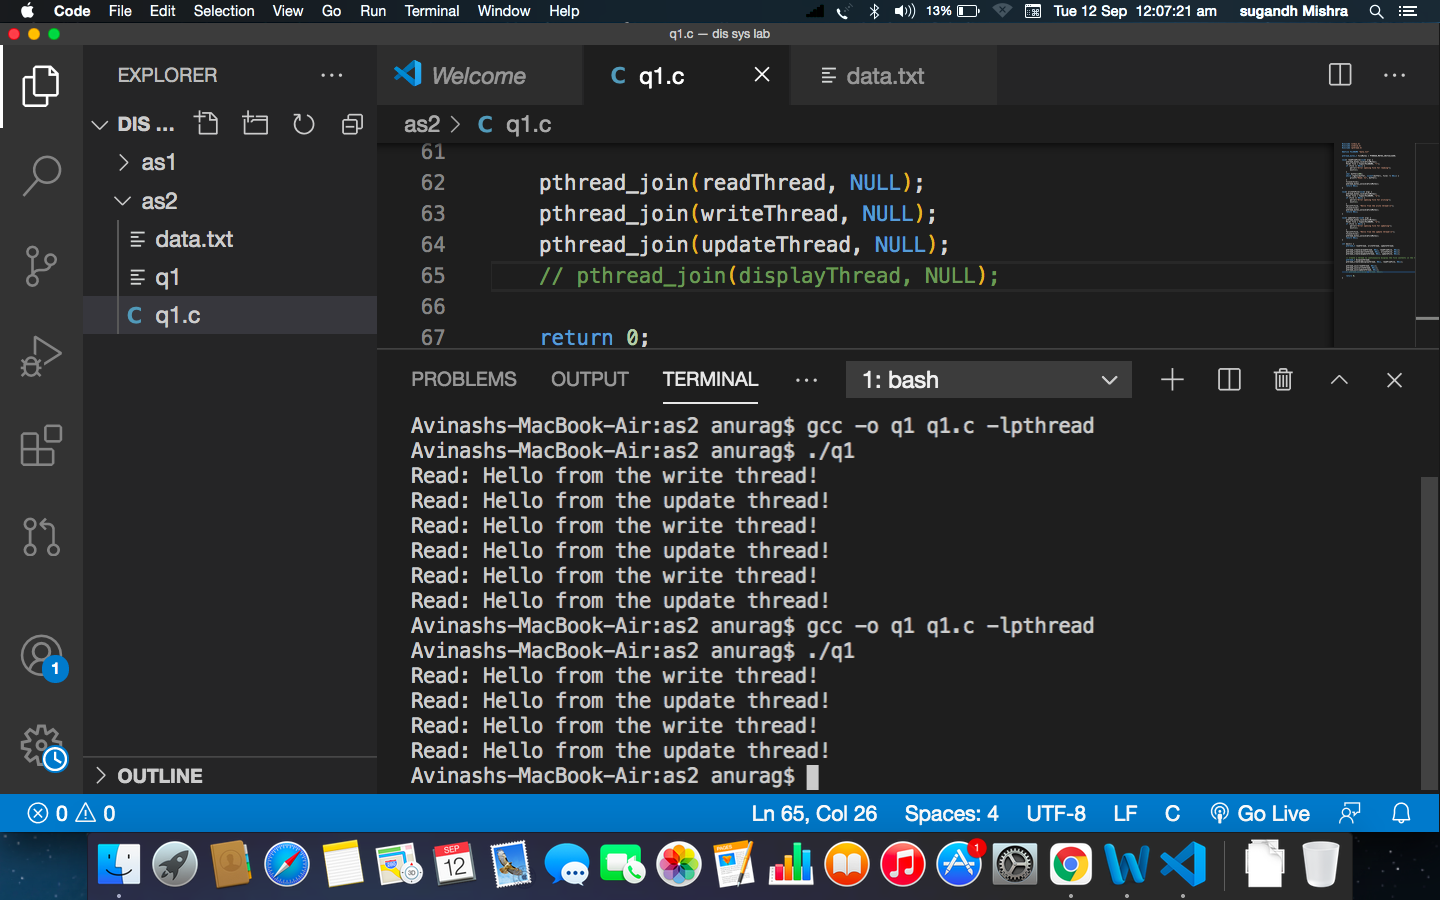 Code File Edit Selection View Go Run Terminal Window Help 13% Tue 12 Sep 12:07:21 am sugandh Mishra
q1.c — dis sys lab
EXPLORER
DIS ...
as1
as2
data.txt
q1
q1.c
OUTLINE
1
Welcome
C q1.c
data.txt
as2 > C q1.c
61
62 pthread_join(readThread, NULL);
63 pthread_join(writeThread, NULL);
64 pthread_join(updateThread, NULL);
65 // pthread_join(displayThread, NULL);
66
67 return 0;
PROBLEMS OUTPUT TERMINAL ... 1: bash
Avinashs-MacBook-Air:as2 anurag$ gcc -o q1 q1.c -lpthread
Avinashs-MacBook-Air:as2 anurag$ ./q1
Read: Hello from the write thread!
Read: Hello from the update thread!
Read: Hello from the write thread!
Read: Hello from the update thread!
Read: Hello from the write thread!
Read: Hello from the update thread!
Avinashs-MacBook-Air:as2 anurag$ gcc -o q1 q1.c -lpthread
Avinashs-MacBook-Air:as2 anurag$ ./q1
Read: Hello from the write thread!
Read: Hello from the update thread!
Read: Hello from the write thread!
Read: Hello from the update thread!
Avinashs-MacBook-Air:as2 anurag$
0 0 Ln 65, Col 26 Spaces: 4 UTF-8 LF C Go Live
SEP
12
3D
PAGES
1